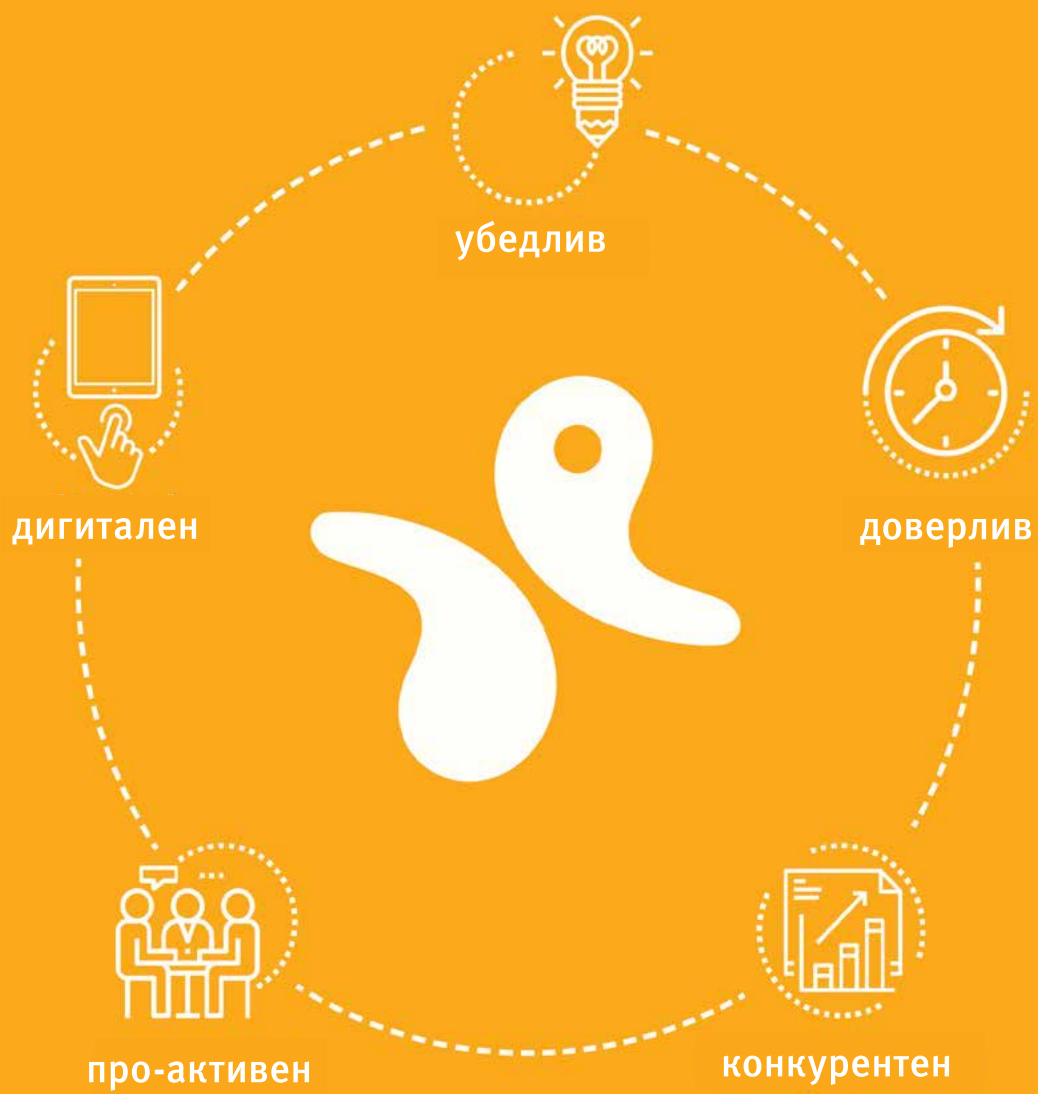 убедлив
дигитален
доверлив
про-активен
конкурентен